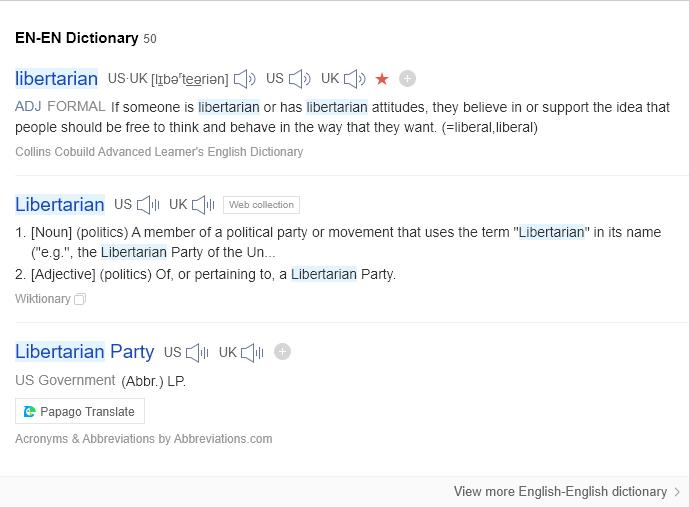 EN-EN Dictionary 50
libertarian US·UK [lɪbəˈteəriən] US UK
ADJ FORMAL If someone is libertarian or has libertarian attitudes, they believe in or support the idea that
people should be free to think and behave in the way that they want. (=liberal,liberal)
Collins Cobuild Advanced Learner's English Dictionary
Libertarian US UK Web collection
1. [Noun] (politics) A member of a political party or movement that uses the term "Libertarian" in its name
("e.g.", the Libertarian Party of the Un...
2. [Adjective] (politics) Of, or pertaining to, a Libertarian Party.
Wiktionary
Libertarian Party US UK
US Government (Abbr.) LP.
Papago Translate
Acronyms & Abbreviations by Abbreviations.com
View more English-English dictionary >